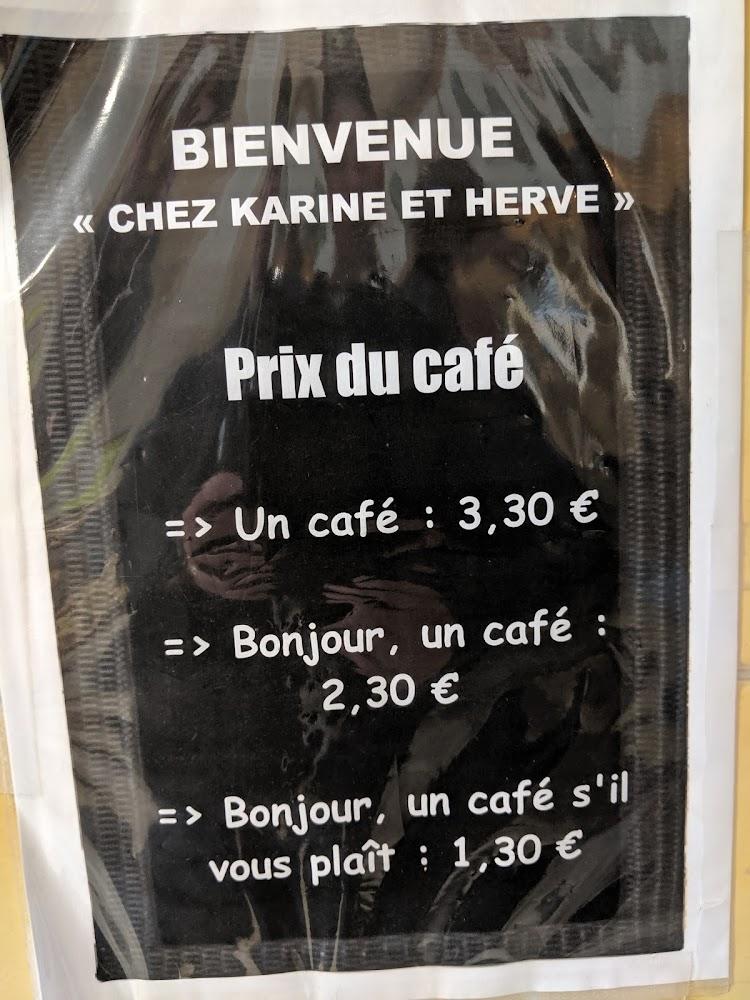 BIENVENUE
« CHEZ KARINE ET HERVE »
Prix du café
=> Un café : 3,30 €
=> Bonjour, un café :
2,30 €
=> Bonjour, un café s'il
vous plaît : 1,30 €